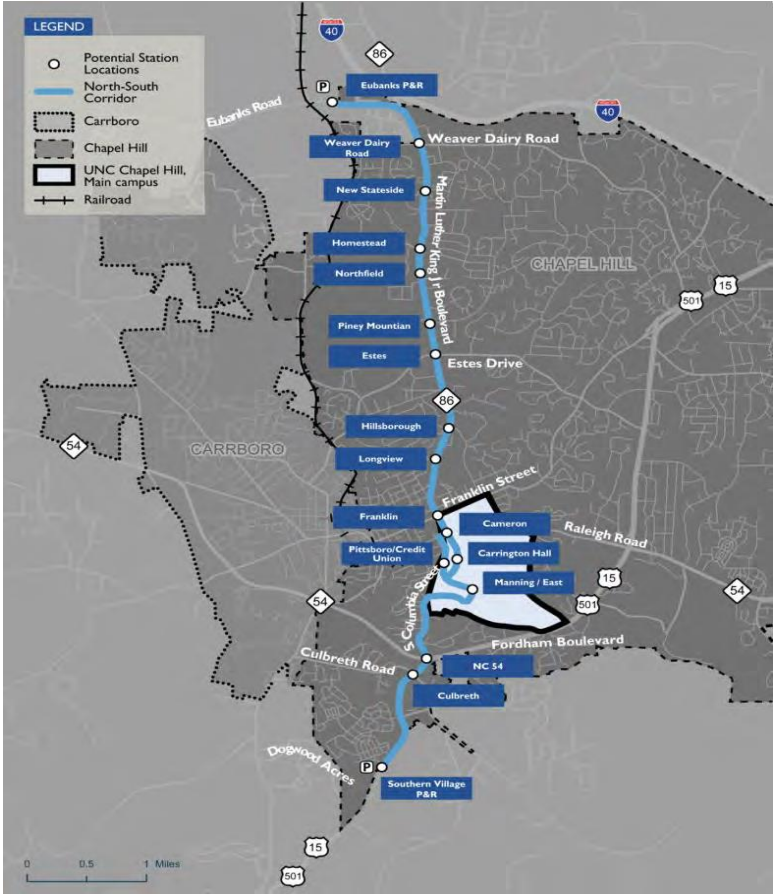 LEGEND
Potential Station
Locations
North-South
Corridor
Carrboro
Chapel Hill
UNC Chapel Hill,
Main campus
Railroad
40
86
P
Eubanks P&R
Eubanks Road
40
Weaver Dairy
Road
Weaver Dairy Road
New Stateside
Martin Luther King Jr Boulevard
Homestead
Northfield
CHAPEL HILL
15
501
Piney Mountian
Estes
Estes Drive
86
Hillsborough
54
CARRBORO
Longview
Franklin Street
Franklin
Cameron
Raleigh Road
Pittsboro/Credit
Union
Carrington Hall
Manning / East
15
501
54
54
S Columbia Street
Fordham Boulevard
Culbreth Road
NC 54
Culbreth
Dogwood Acres
P
Southern Village
P&R
15
501
0 0.5 1 Miles